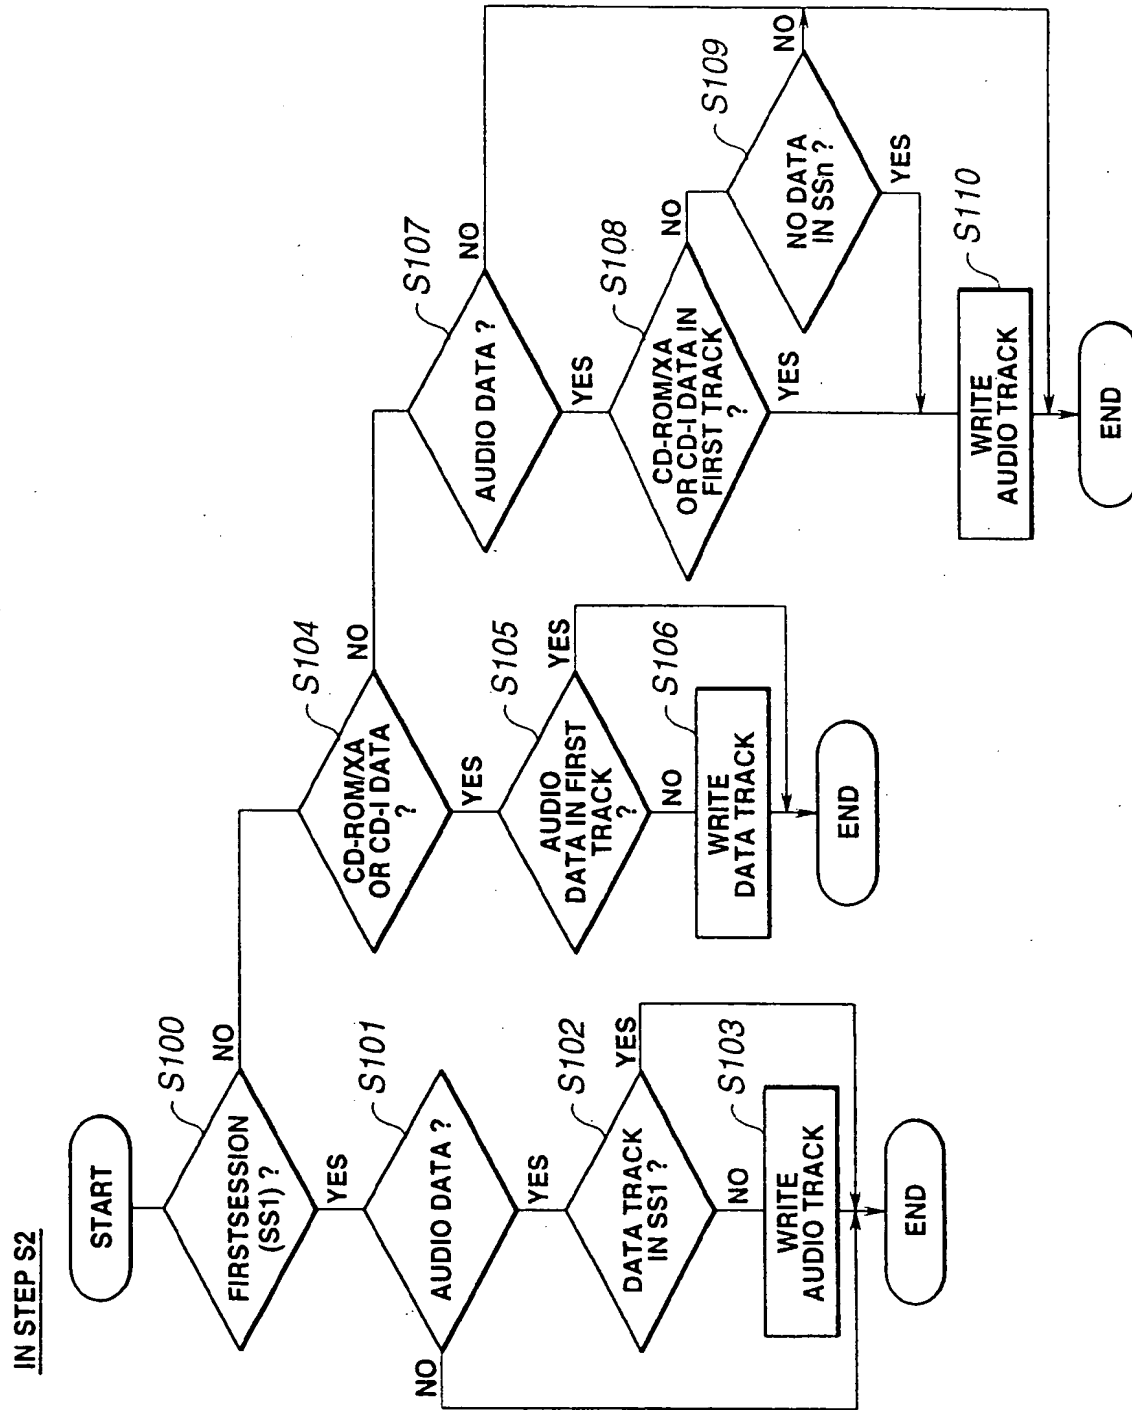 IN STEP S2
START
S100
FIRSTSESSION
(SS1) ?
NO
YES
S101
AUDIO DATA ?
NO
YES
S102
DATA TRACK
IN SS1 ?
YES
NO
S103
WRITE
AUDIO TRACK
END
S104
CD-ROM/XA
OR CD-I DATA
?
NO
YES
S105
AUDIO
DATA IN FIRST
TRACK
?
YES
NO
S106
WRITE
DATA TRACK
END
S107
AUDIO DATA ?
NO
YES
S108
CD-ROM/XA
OR CD-I DATA IN
FIRST TRACK
?
NO
YES
S109
NO DATA
IN SSn ?
NO
YES
S110
WRITE
AUDIO TRACK
END